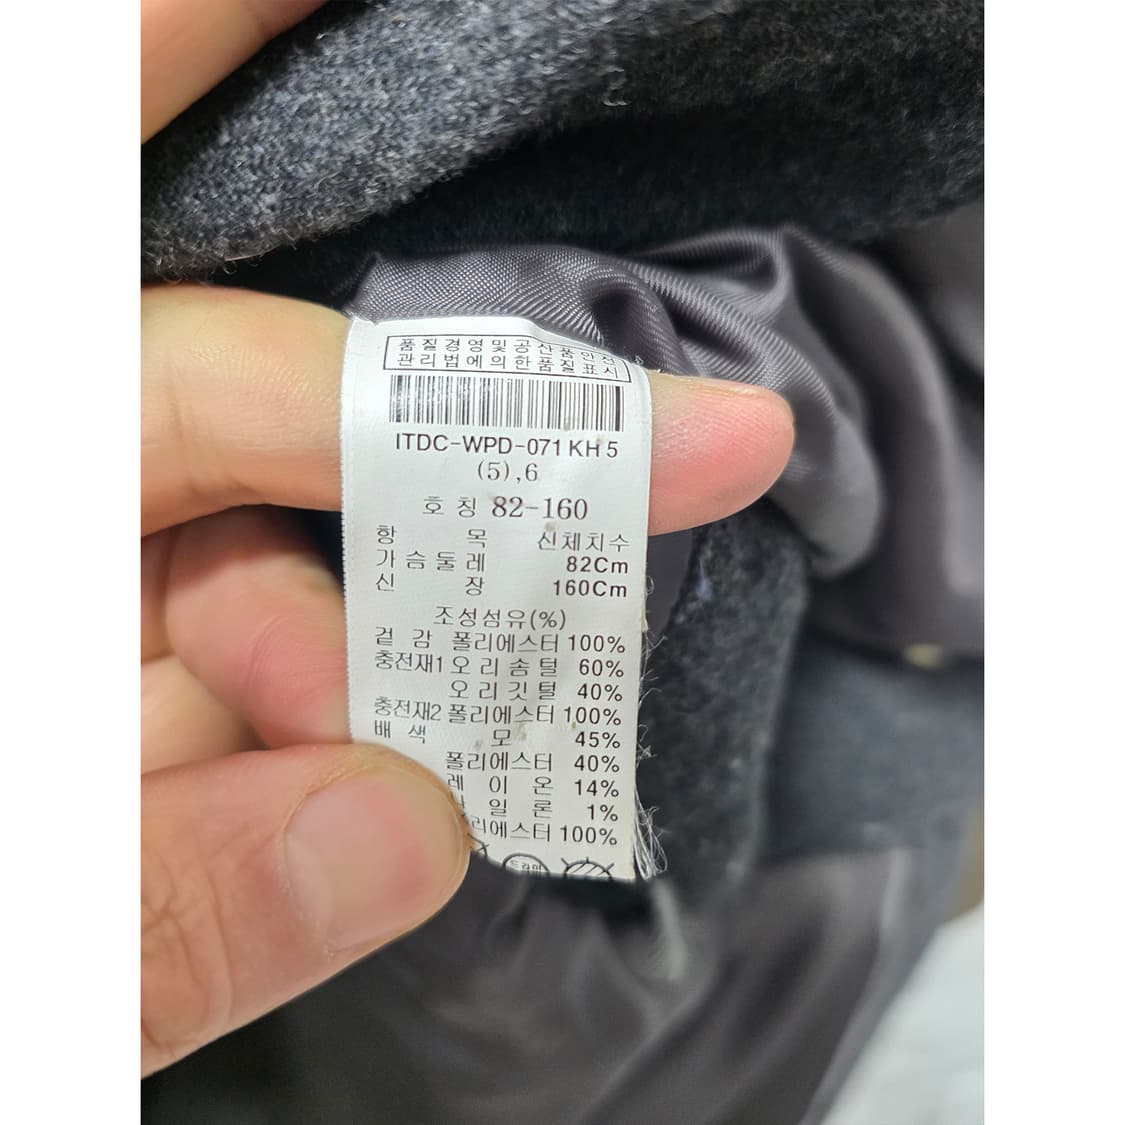 품질경영및공산품안전
관리법에의한품질표시
ITDC-WPD-071 KH 5
(5),6
호칭 82-160
항 목 신체치수
가슴둘레 82Cm
신 장 160Cm
조성섬유(%)
겉감 폴리에스터 100%
충전재1 오리솜털 60%
오리깃털 40%
충전재2 폴리에스터 100%
배색 모 45%
폴리에스터 40%
레이온 14%
일론 1%
리에스터 100%
드라이